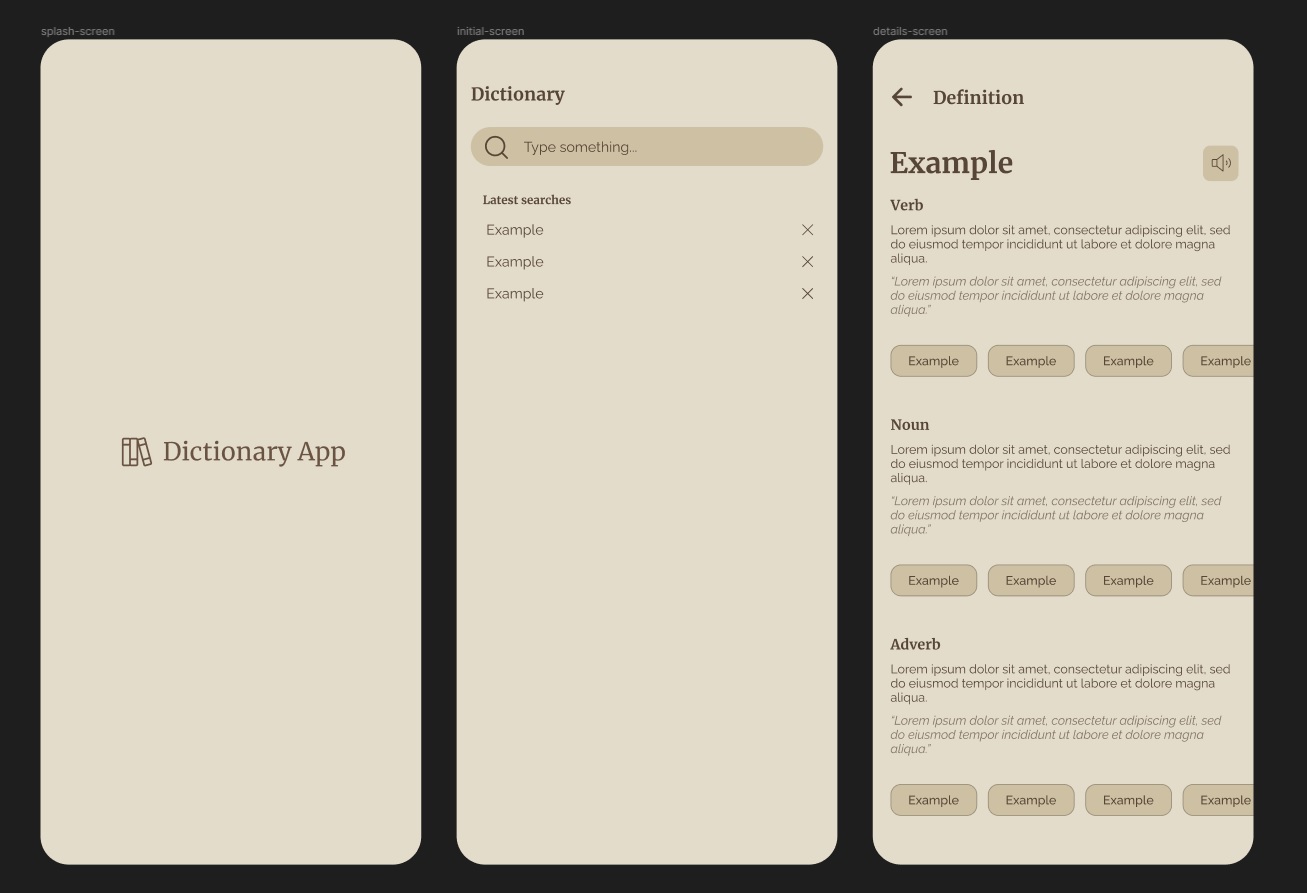 splash-screen
Dictionary App
initial-screen
Dictionary
Type something...
Latest searches
Example
Example
Example
details-screen
Definition
Example
Verb
Lorem ipsum dolor sit amet, consectetur adipiscing elit, sed
do eiusmod tempor incididunt ut labore et dolore magna
aliqua.
“Lorem ipsum dolor sit amet, consectetur adipiscing elit, sed
do eiusmod tempor incididunt ut labore et dolore magna
aliqua.”
Example Example Example Example
Noun
Lorem ipsum dolor sit amet, consectetur adipiscing elit, sed
do eiusmod tempor incididunt ut labore et dolore magna
aliqua.
“Lorem ipsum dolor sit amet, consectetur adipiscing elit, sed
do eiusmod tempor incididunt ut labore et dolore magna
aliqua.”
Example Example Example Example
Adverb
Lorem ipsum dolor sit amet, consectetur adipiscing elit, sed
do eiusmod tempor incididunt ut labore et dolore magna
aliqua.
“Lorem ipsum dolor sit amet, consectetur adipiscing elit, sed
do eiusmod tempor incididunt ut labore et dolore magna
aliqua.”
Example Example Example Example